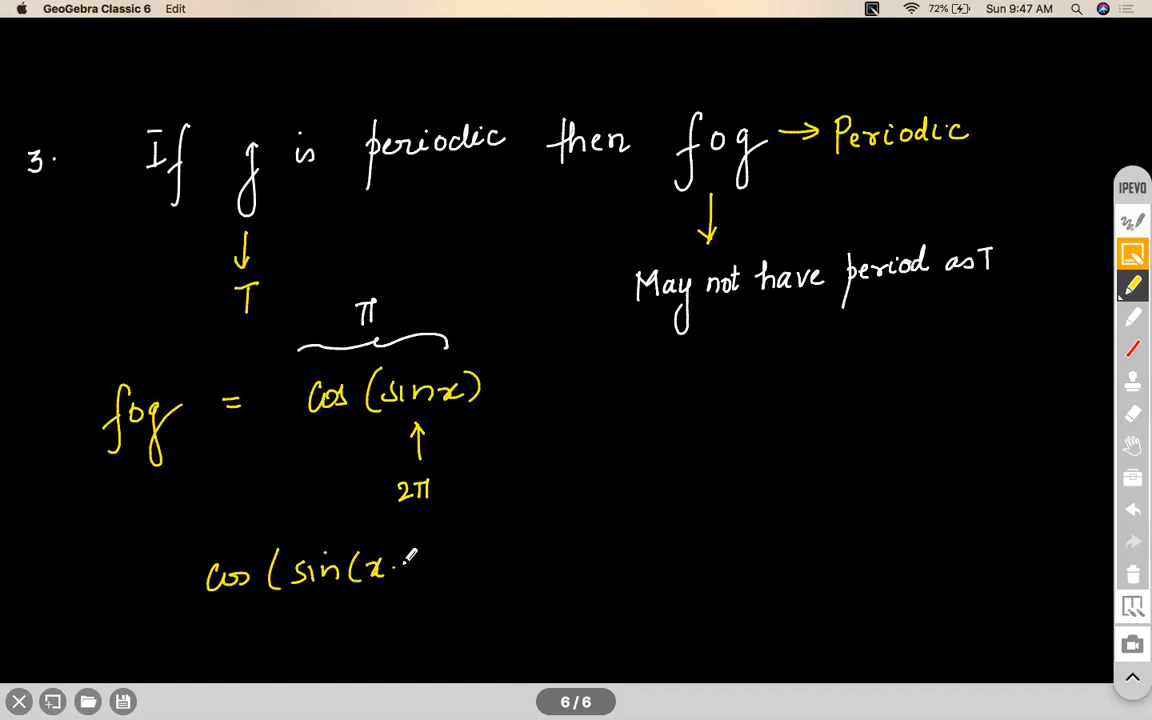 GeoGebra Classic 6 Edit 72% Sun 9:47 AM
3. If g is periodic then fog → Periodic
IPEVO
T
May not have period as T
π
fog = cos (sinx)
2π
cos (sin(x
6 / 6